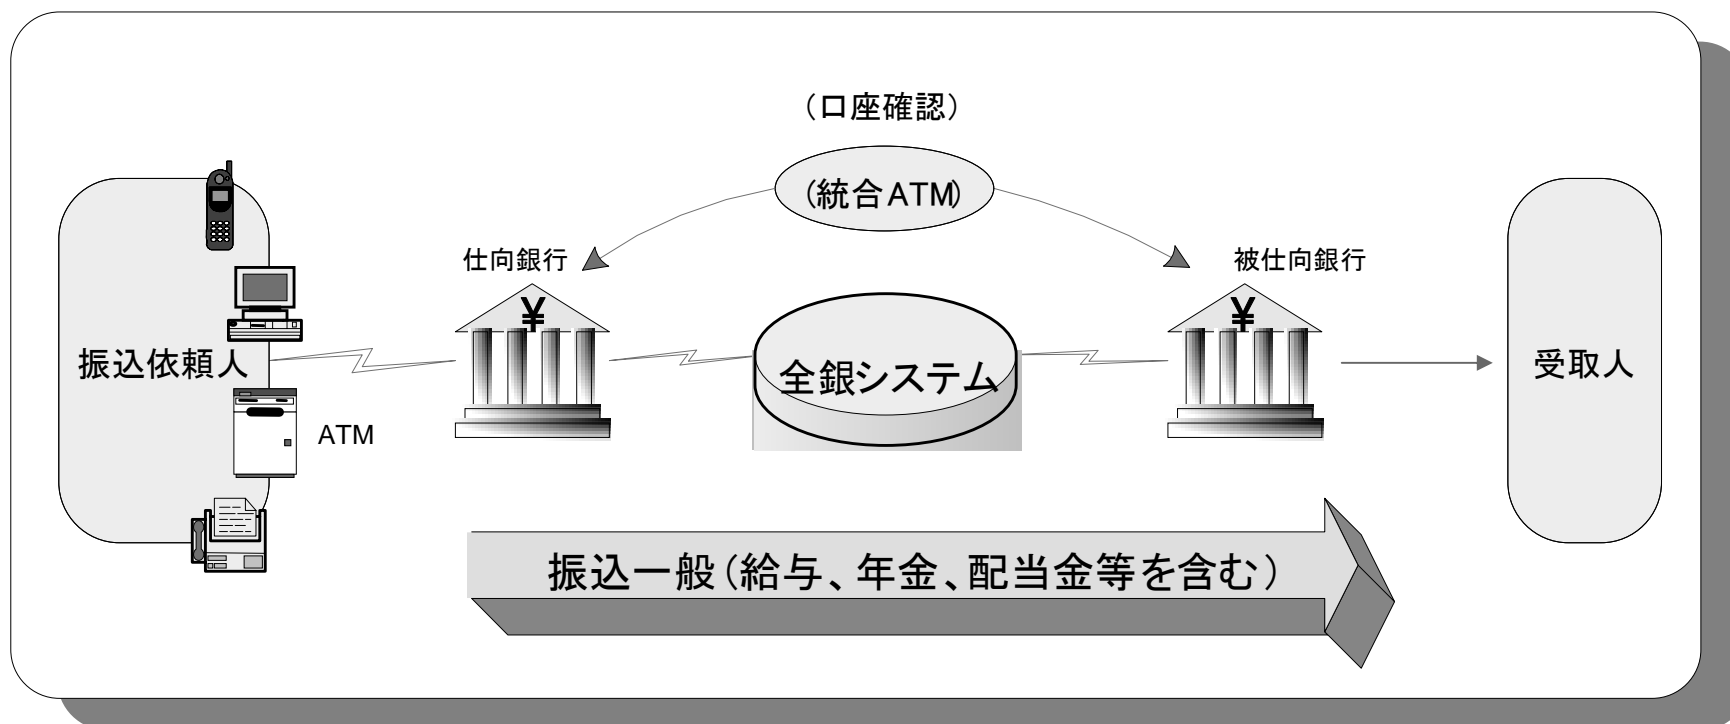 （口座確認）
(統合ATM)
仕向銀行
被仕向銀行
¥
¥
振込依頼人
全銀システム
受取人
ATM
振込一般（給与、年金、配当金等を含む）